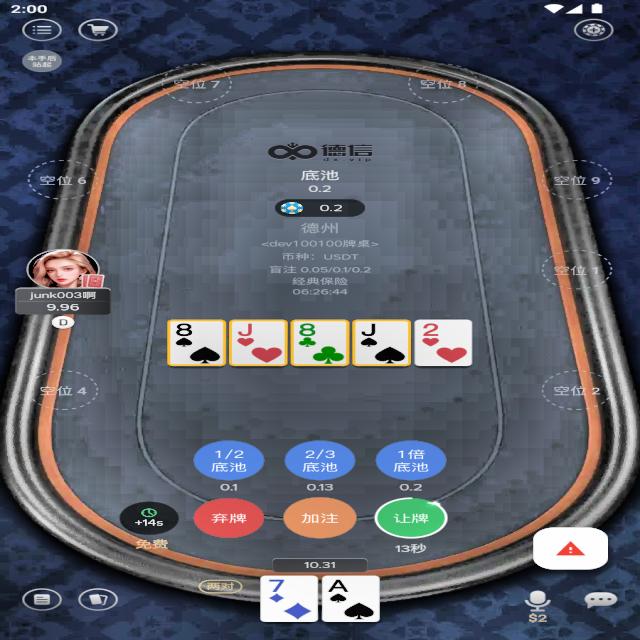 2:00
本手后
站起
空位 7
空位 8
德信
dx.vip
底池
0.2
0.2
空位 6
空位 9
德州
<dev100100牌桌>
币种：USDT
盲注 0.05/0.1/0.2
经典保险
06:26:44
空位 1
junk003啊
9.96
D
8
J
8
J
2
空位 4
空位 2
1/2
底池
2/3
底池
1倍
底池
0.1
0.13
0.2
+14s
弃牌
加注
让牌
免费
13秒
10.31
两对
7
A
$2